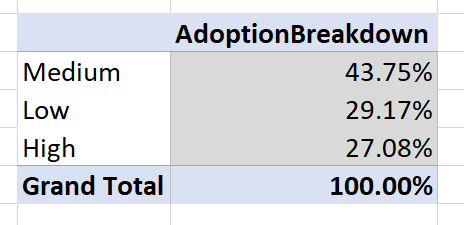 AdoptionBreakdown
Medium 43.75%
Low 29.17%
High 27.08%
Grand Total 100.00%